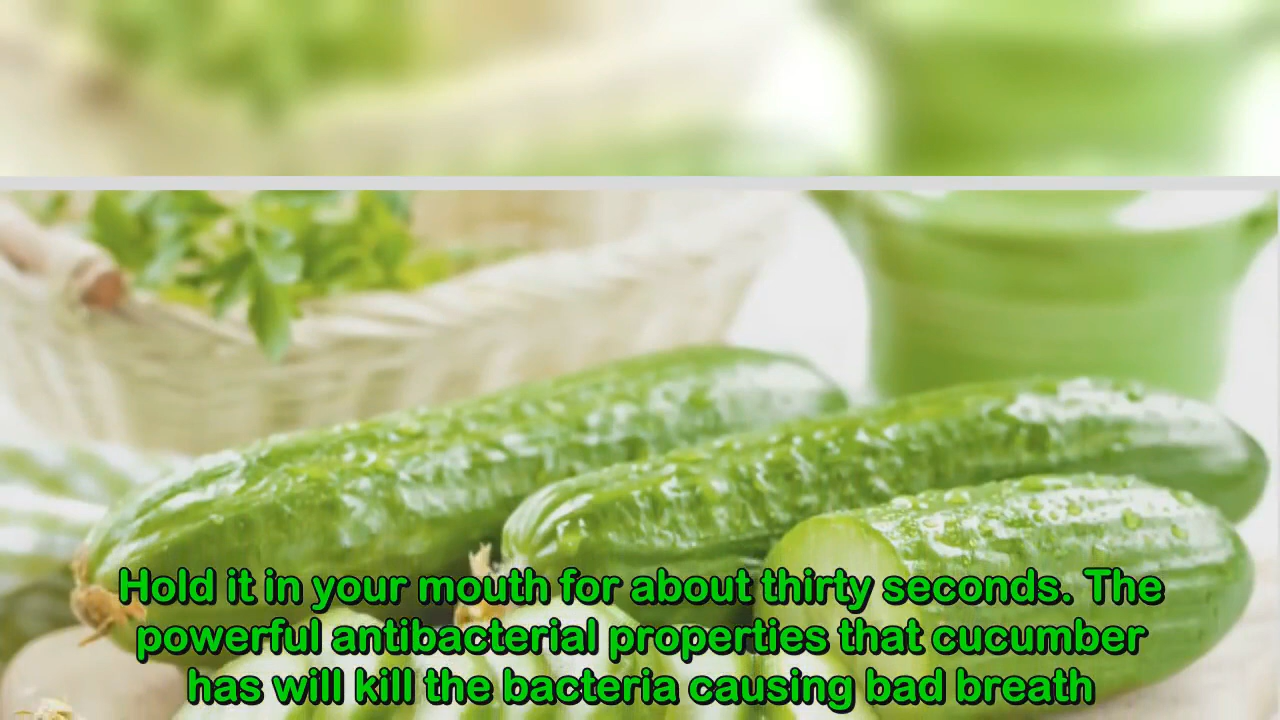 Hold it in your mouth for about thirty seconds. The
powerful antibacterial properties that cucumber
has will kill the bacteria causing bad breath